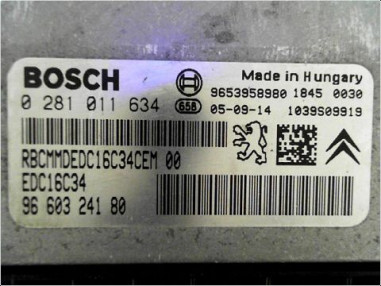 BOSCH
Made in Hungary
9653958980 1845 0030
0 281 011 634
658
05-09-14 1039S09919
RBCMMDEDC16C34CEM 00
EDC16C34
96 603 241 80